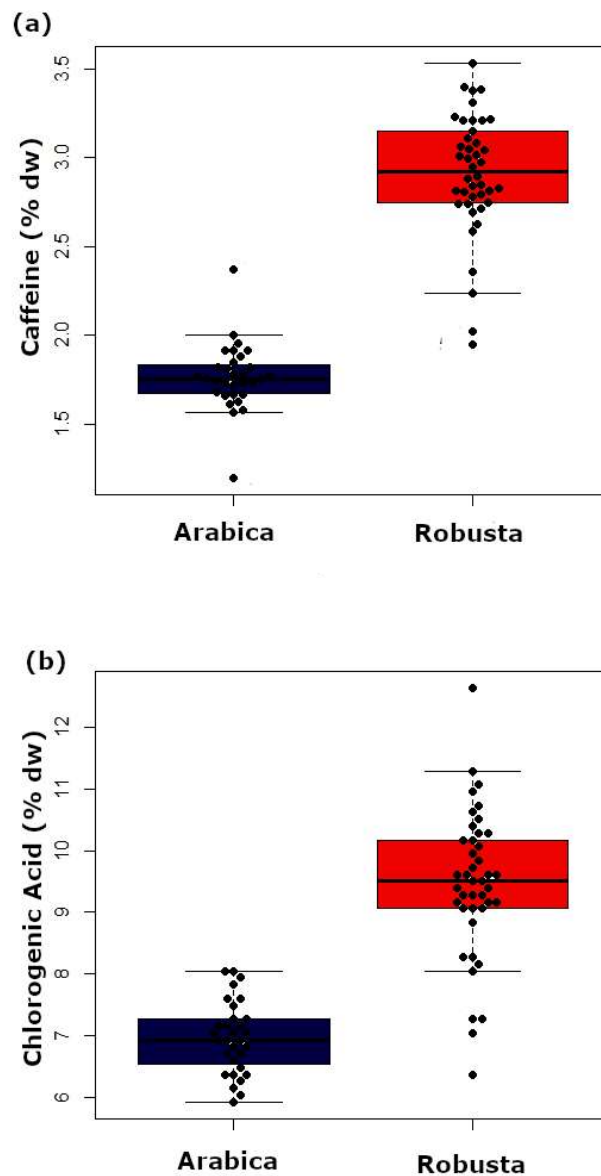 (a)
Caffeine (% dw)
3.5
3.0
2.5
2.0
1.5
Arabica
Robusta
(b)
Chlorogenic Acid (% dw)
12
11
10
9
8
7
6
Arabica
Robusta